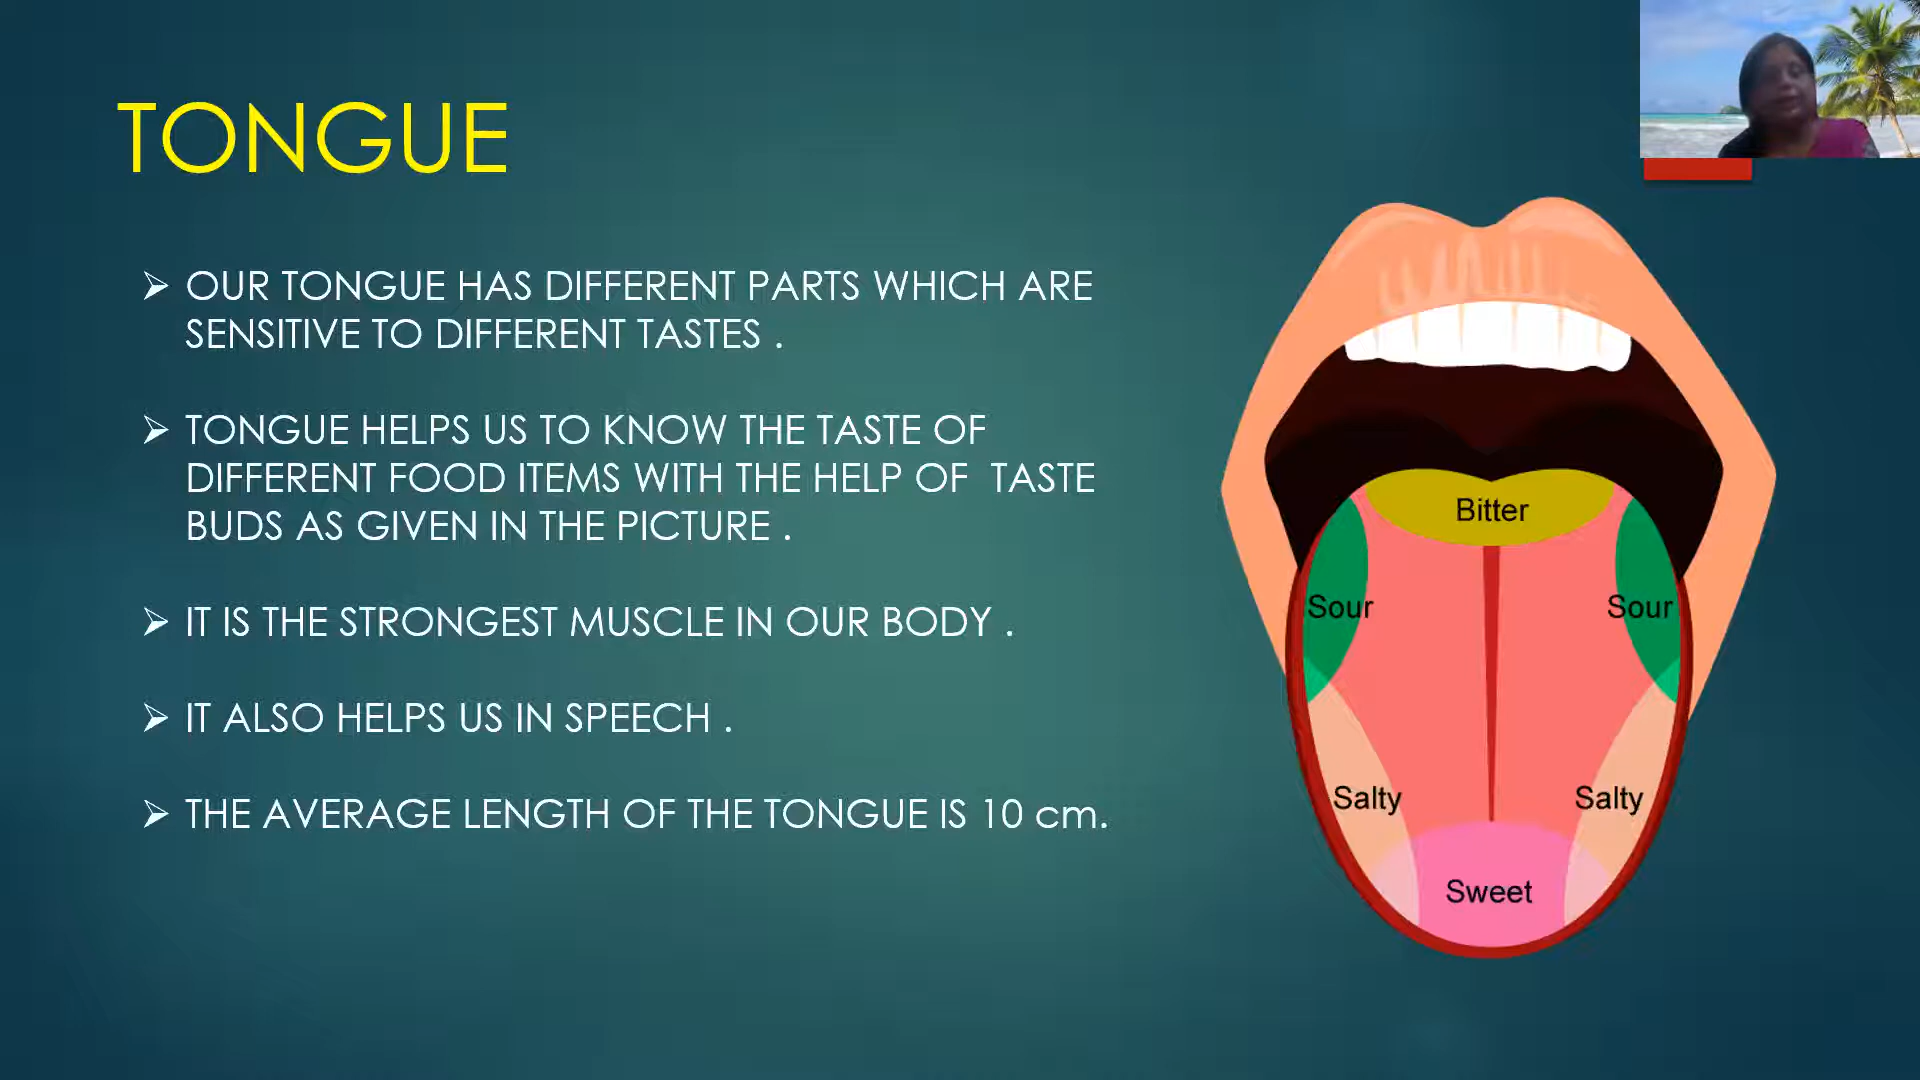 TONGUE
➢ OUR TONGUE HAS DIFFERENT PARTS WHICH ARE
SENSITIVE TO DIFFERENT TASTES .
➢ TONGUE HELPS US TO KNOW THE TASTE OF
DIFFERENT FOOD ITEMS WITH THE HELP OF  TASTE
BUDS AS GIVEN IN THE PICTURE .
➢ IT IS THE STRONGEST MUSCLE IN OUR BODY .
➢ IT ALSO HELPS US IN SPEECH .
➢ THE AVERAGE LENGTH OF THE TONGUE IS 10 cm.
Bitter
Sour Sour
Salty Salty
Sweet